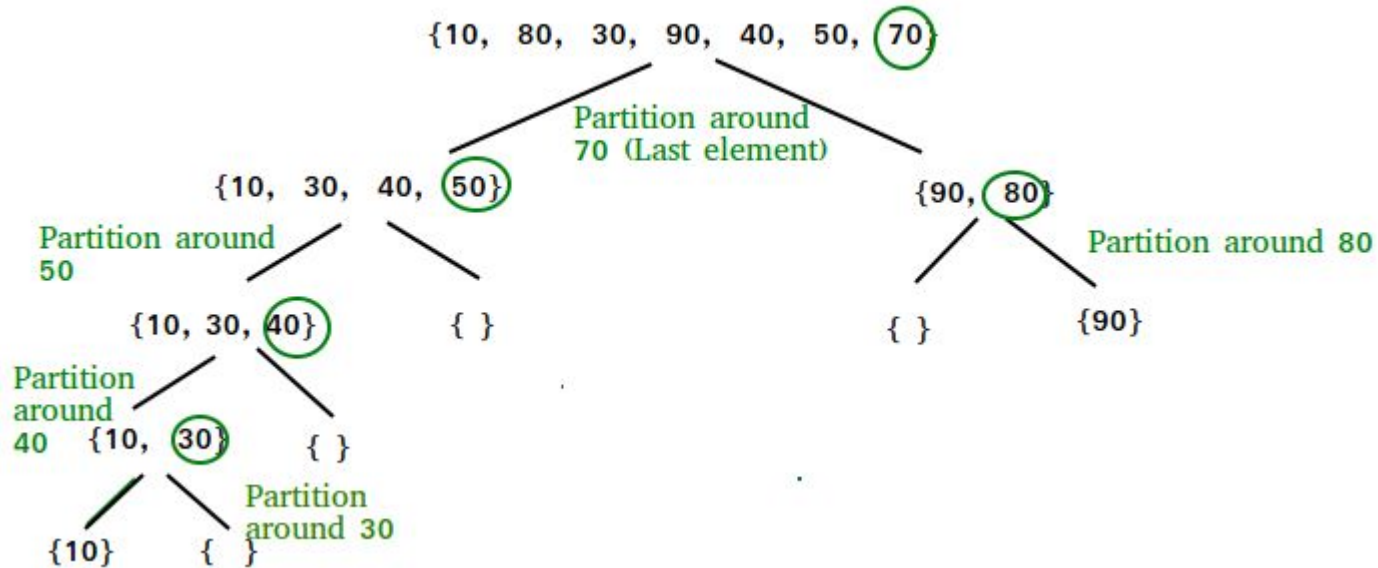 {10, 80, 30, 90, 40, 50, 70}
Partition around
70 (Last element)
{10, 30, 40, 50}
{90, 80}
Partition around
50
Partition around 80
{10, 30, 40}
{ }
{ }
{90}
Partition
around
40
{10, 30}
{ }
Partition
around 30
{10}
{ }